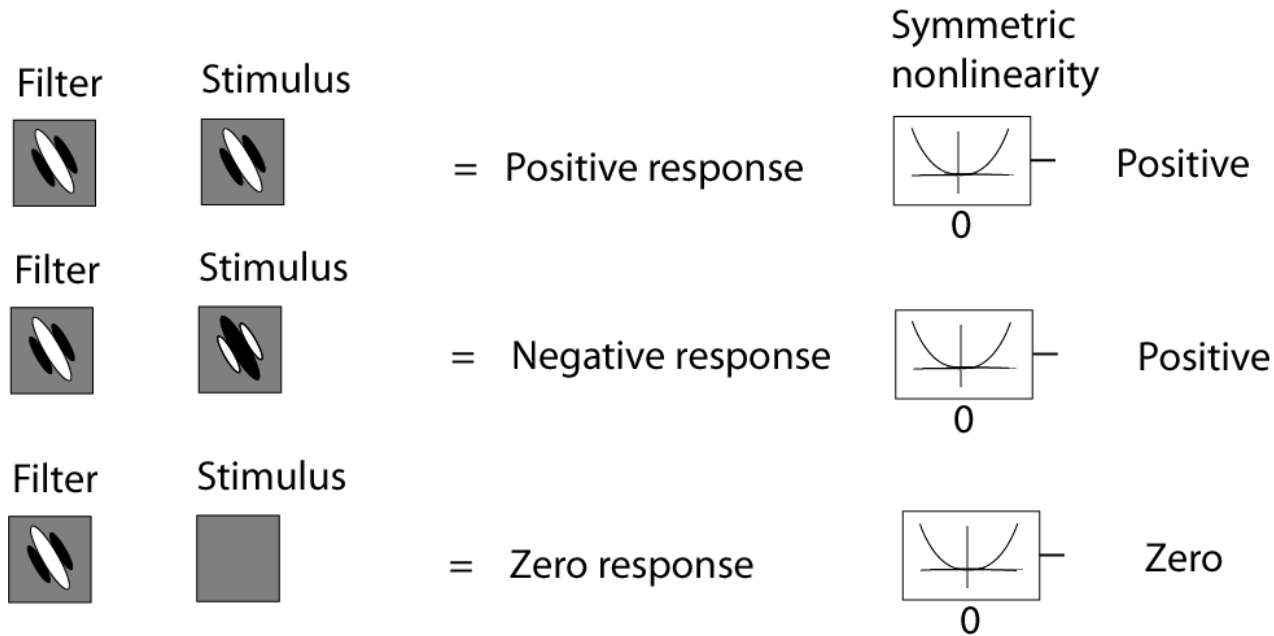 Symmetric
nonlinearity
Filter Stimulus
= Positive response Positive
0
Filter Stimulus
= Negative response Positive
0
Filter Stimulus
= Zero response Zero
0